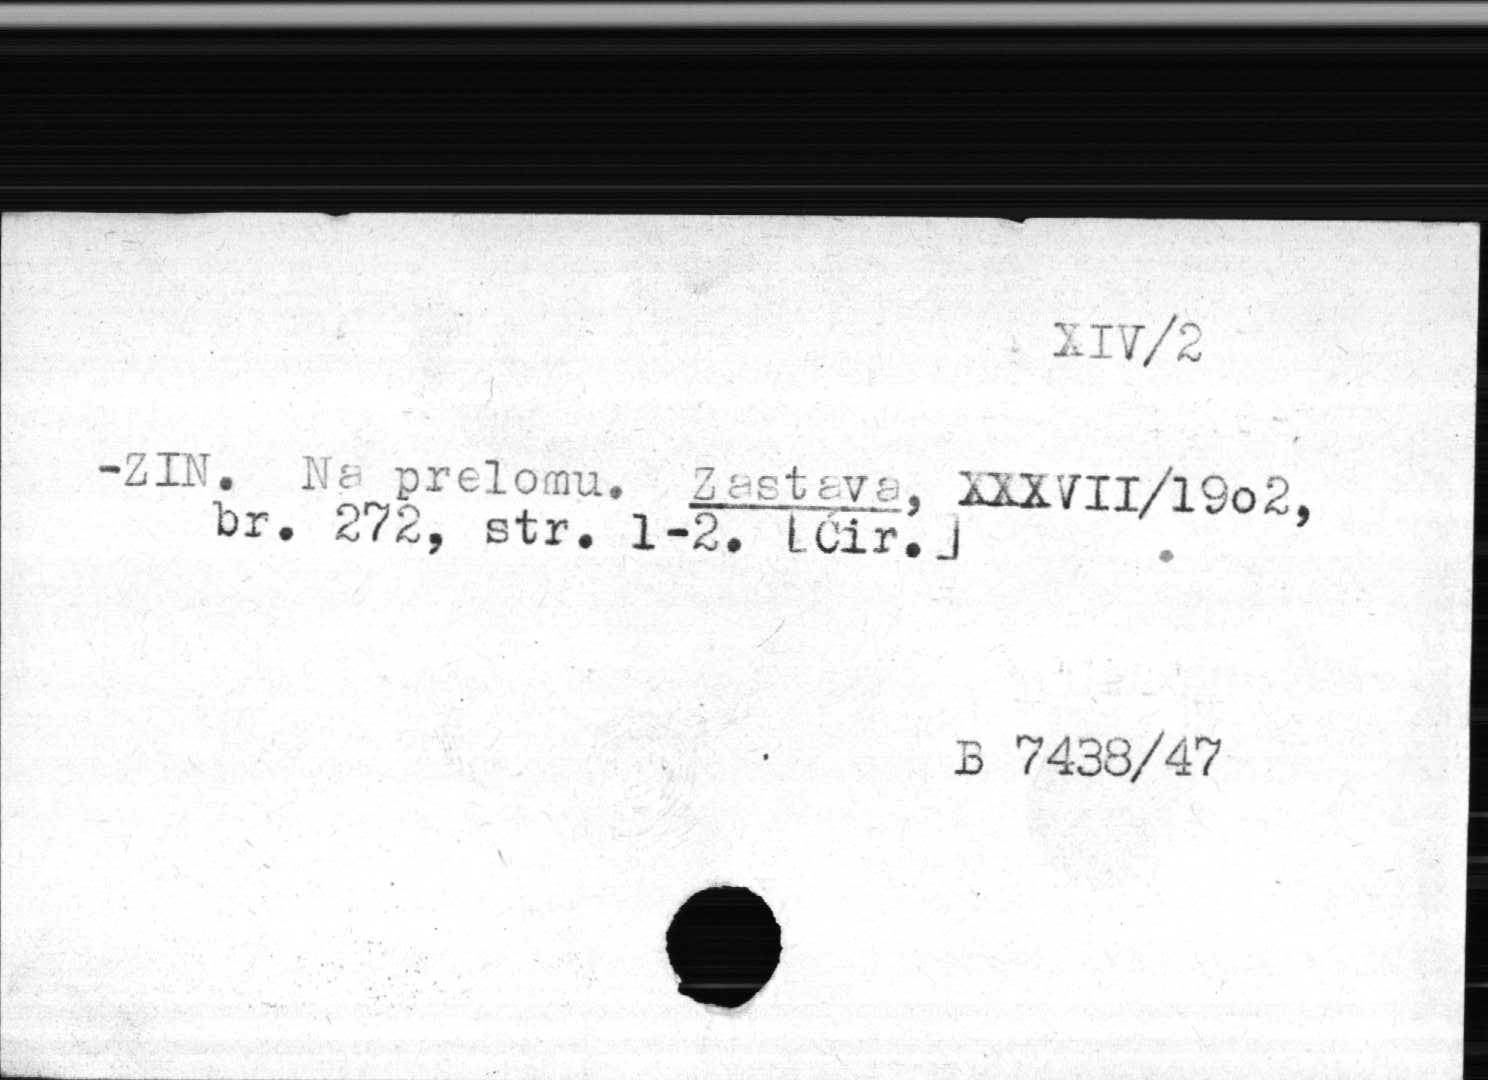 XIV/2
-ZIN. Na prelomu. Zastava, XXXVII/19o2,
br. 272, str. 1-2. [Ćir.]
B 7438/47